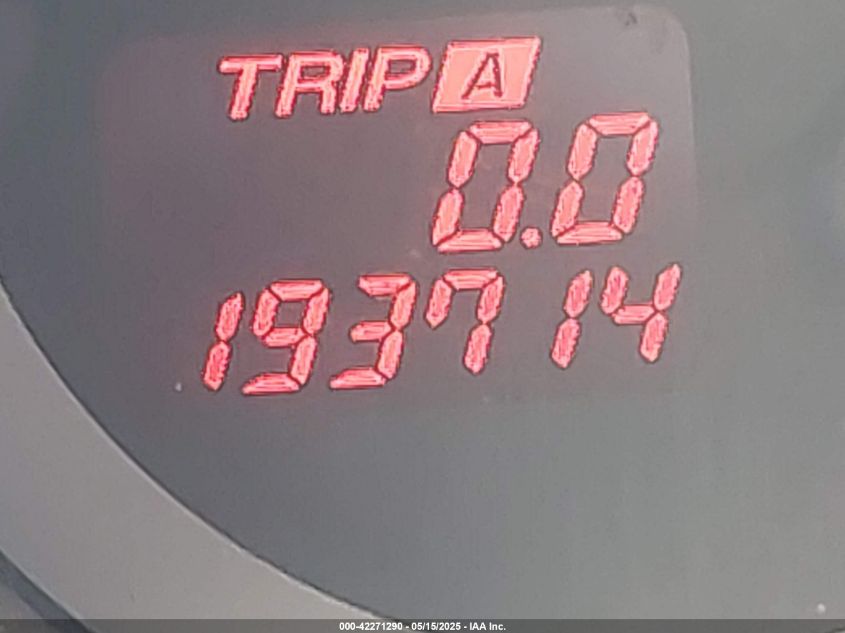 TRIP A
0.0
193714
000-42271290 - 05/15/2025 - IAA Inc.